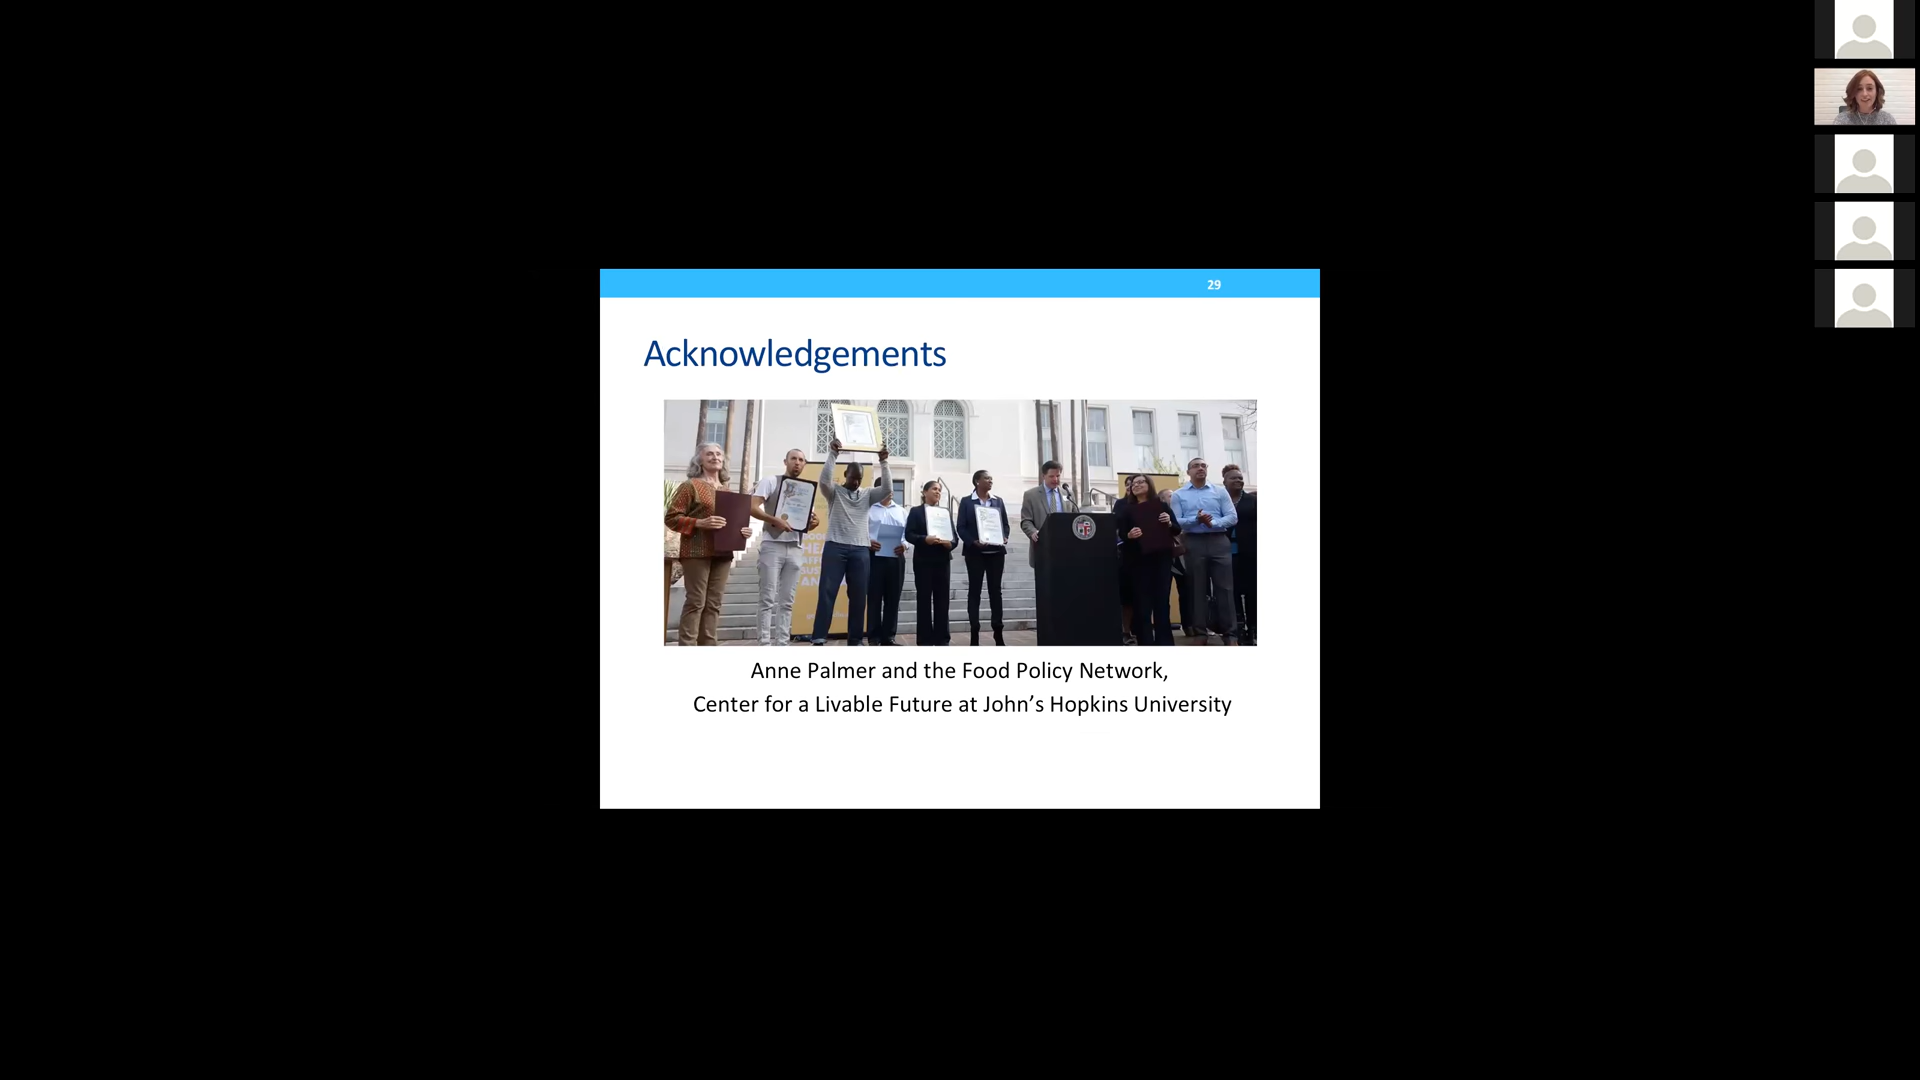 29
Acknowledgements
Anne Palmer and the Food Policy Network,
Center for a Livable Future at John’s Hopkins University